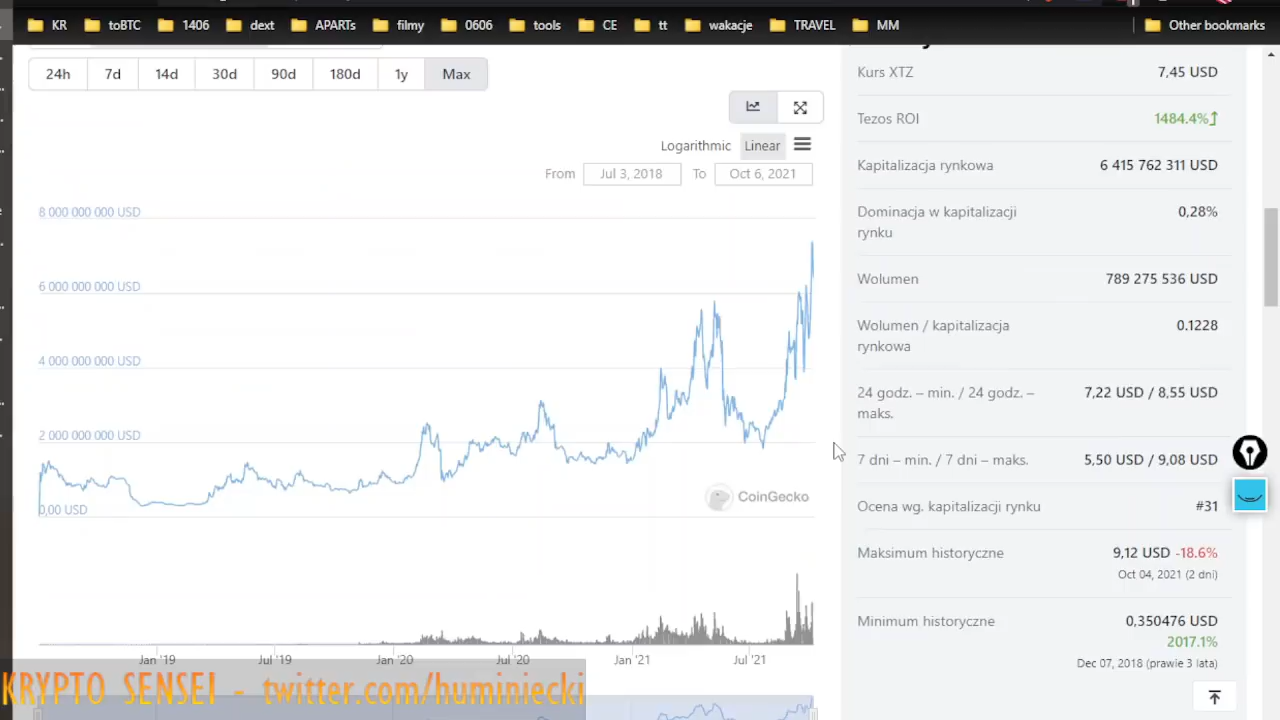 KR toBTC 1406 dext APARTs filmy 0606 tools CE tt wakacje TRAVEL MM Other bookmarks
24h 7d 14d 30d 90d 180d 1y Max
Logarithmic Linear
From Jul 3, 2018 To Oct 6, 2021
8 000 000 000 USD
6 000 000 000 USD
4 000 000 000 USD
2 000 000 000 USD
0,00 USD
CoinGecko
Jan '19 Jul '19 Jan '20 Jul '20 Jan '21 Jul '21
Kurs XTZ 7,45 USD
Tezos ROI 1484.4%
Kapitalizacja rynkowa 6 415 762 311 USD
Dominacja w kapitalizacji 0,28%
rynku
Wolumen 789 275 536 USD
Wolumen / kapitalizacja 0.1228
rynkowa
24 godz. – min. / 24 godz. – 7,22 USD / 8,55 USD
maks.
7 dni – min. / 7 dni – maks. 5,50 USD / 9,08 USD
Ocena wg. kapitalizacji rynku #31
Maksimum historyczne 9,12 USD -18.6%
Oct 04, 2021 (2 dni)
Minimum historyczne 0,350476 USD
2017.1%
Dec 07, 2018 (prawie 3 lata)
KRYPTO SENSEI - twitter.com/huminiecki